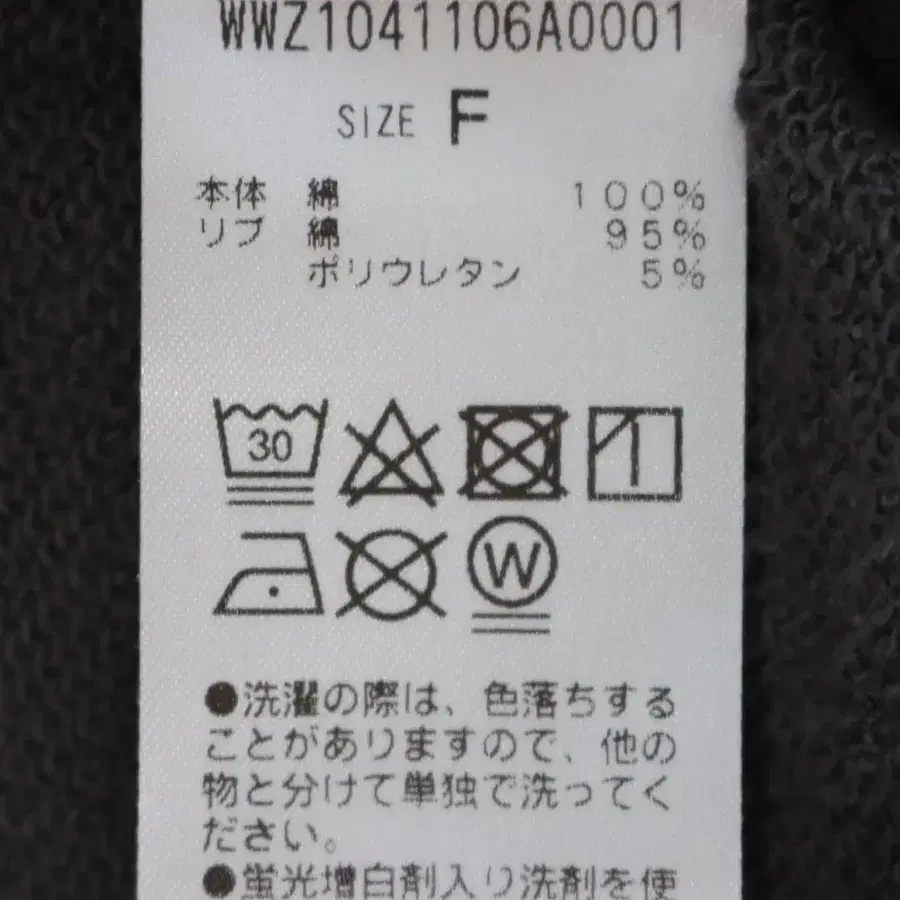 WWZ1041106A0001
SIZE F
本体 綿 100%
リブ 綿 95%
ポリウレタン 5%
30
W
●洗濯の際は、色落ちする
ことがありますので、他の
物と分けて単独で洗ってく
ださい。
●蛍光増白剤入り洗剤を使